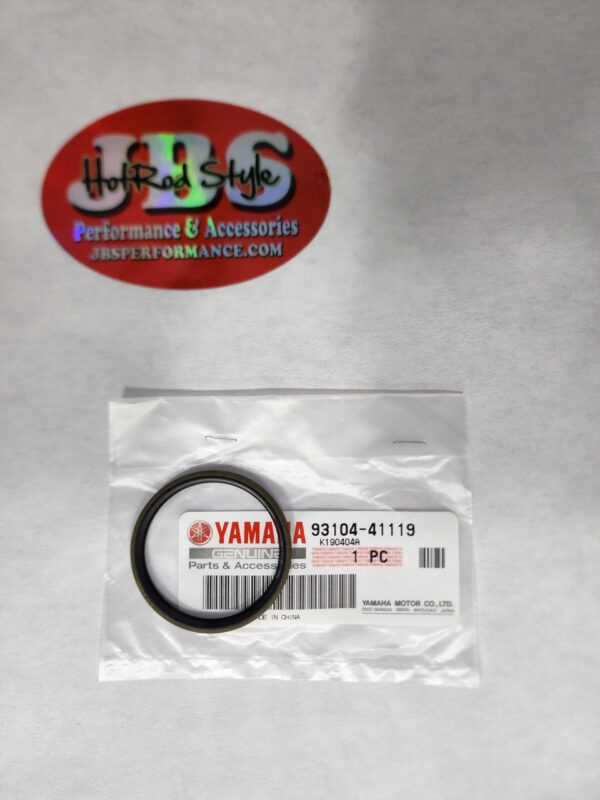 JBS
HotRod Style
Performance & Accessories
JBSPERFORMANCE.COM
YAMAHA 93104-41119
K190404A
GENUINE
1 PC
Parts & Accessories
YAMAHA MOTOR CO.,LTD.
IN CHINA